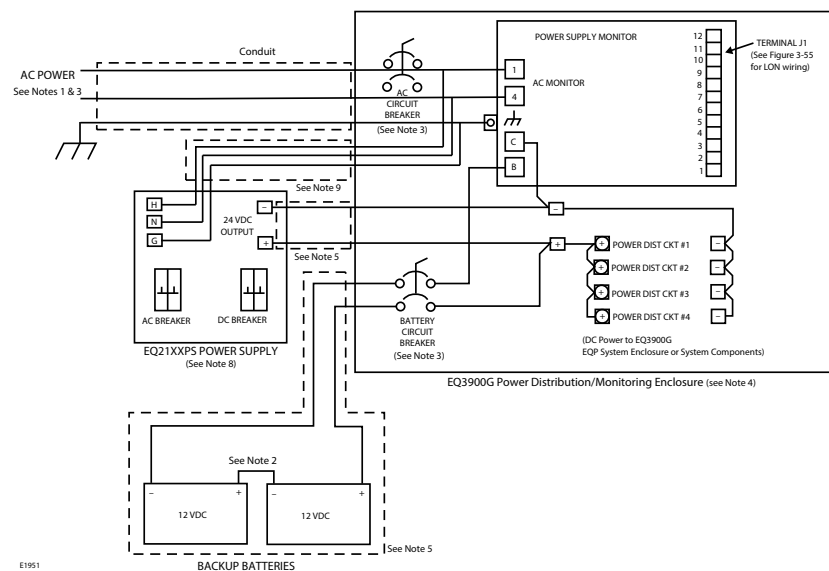 Conduit
AC POWER
See Notes 1 & 3
AC
CIRCUIT
BREAKER
(See Note 3)
POWER SUPPLY MONITOR
1
AC MONITOR
4
C
B
12
11
10
9
8
7
6
5
4
3
2
1
TERMINAL J1
(See Figure 3-55
for LON wiring)
See Note 9
H
N
G
24 VDC
OUTPUT
–
+
See Note 5
AC BREAKER
DC BREAKER
EQ21XXPS POWER SUPPLY
(See Note 8)
–
+
+ POWER DIST CKT #1 –
+ POWER DIST CKT #2 –
+ POWER DIST CKT #3 –
+ POWER DIST CKT #4 –
(DC Power to EQ3900G
EQP System Enclosure or System Components)
BATTERY
CIRCUIT
BREAKER
(See Note 3)
EQ3900G Power Distribution/Monitoring Enclosure (see Note 4)
See Note 2
– +
12 VDC
– +
12 VDC
See Note 5
BACKUP BATTERIES
E1951